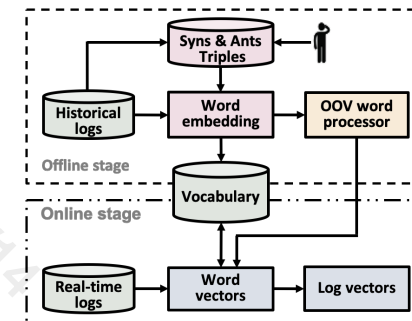 Syns & Ants
Triples
Historical
logs
Word
embedding
OOV word
processor
Offline stage
Vocabulary
Online stage
Real-time
logs
Word
vectors
Log vectors